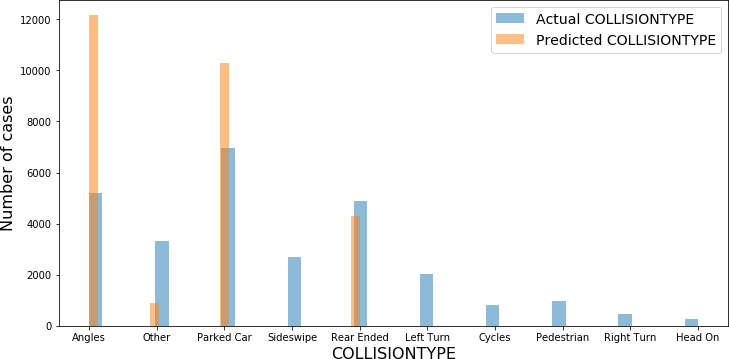 Actual COLLISIONTYPE
Predicted COLLISIONTYPE
Number of cases
12000
10000
8000
6000
4000
2000
0
Angles Other Parked Car Sideswipe Rear Ended Left Turn Cycles Pedestrian Right Turn Head On
COLLISIONTYPE